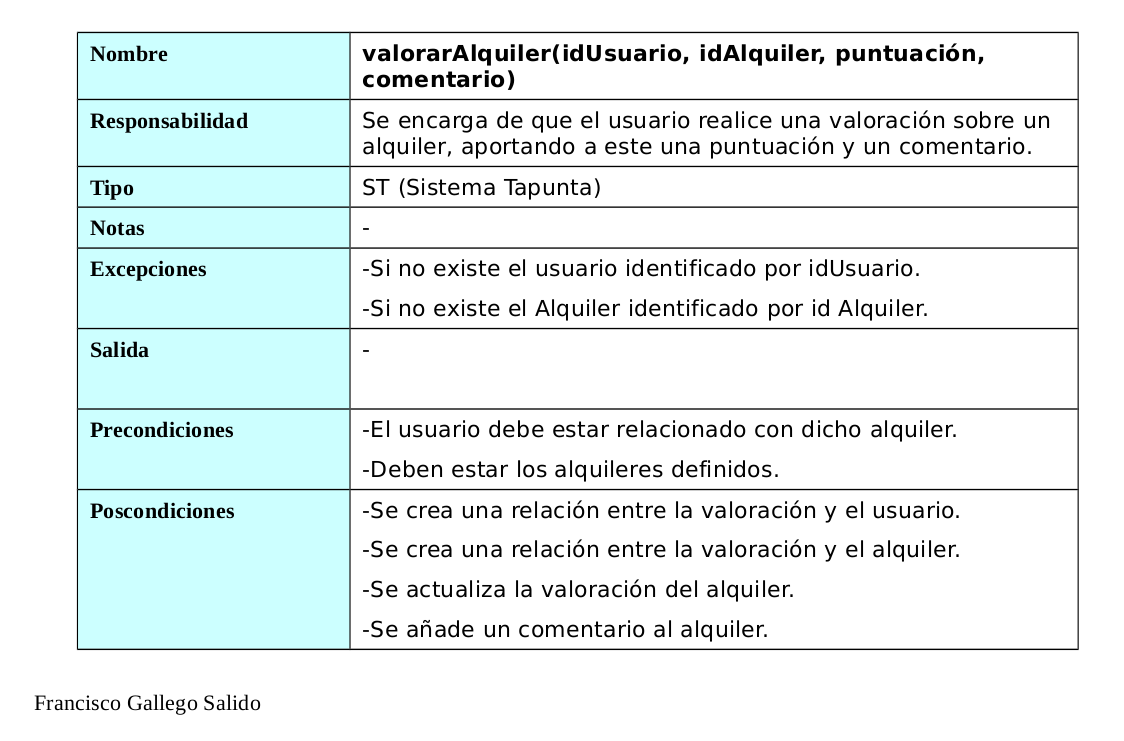 Nombre
valorarAlquiler(idUsuario, idAlquiler, puntuación,
comentario)
Responsabilidad
Se encarga de que el usuario realice una valoración sobre un
alquiler, aportando a este una puntuación y un comentario.
Tipo
ST (Sistema Tapunta)
Notas
-
Excepciones
-Si no existe el usuario identificado por idUsuario.
-Si no existe el Alquiler identificado por id Alquiler.
Salida
-
Precondiciones
-El usuario debe estar relacionado con dicho alquiler.
-Deben estar los alquileres definidos.
Poscondiciones
-Se crea una relación entre la valoración y el usuario.
-Se crea una relación entre la valoración y el alquiler.
-Se actualiza la valoración del alquiler.
-Se añade un comentario al alquiler.
Francisco Gallego Salido